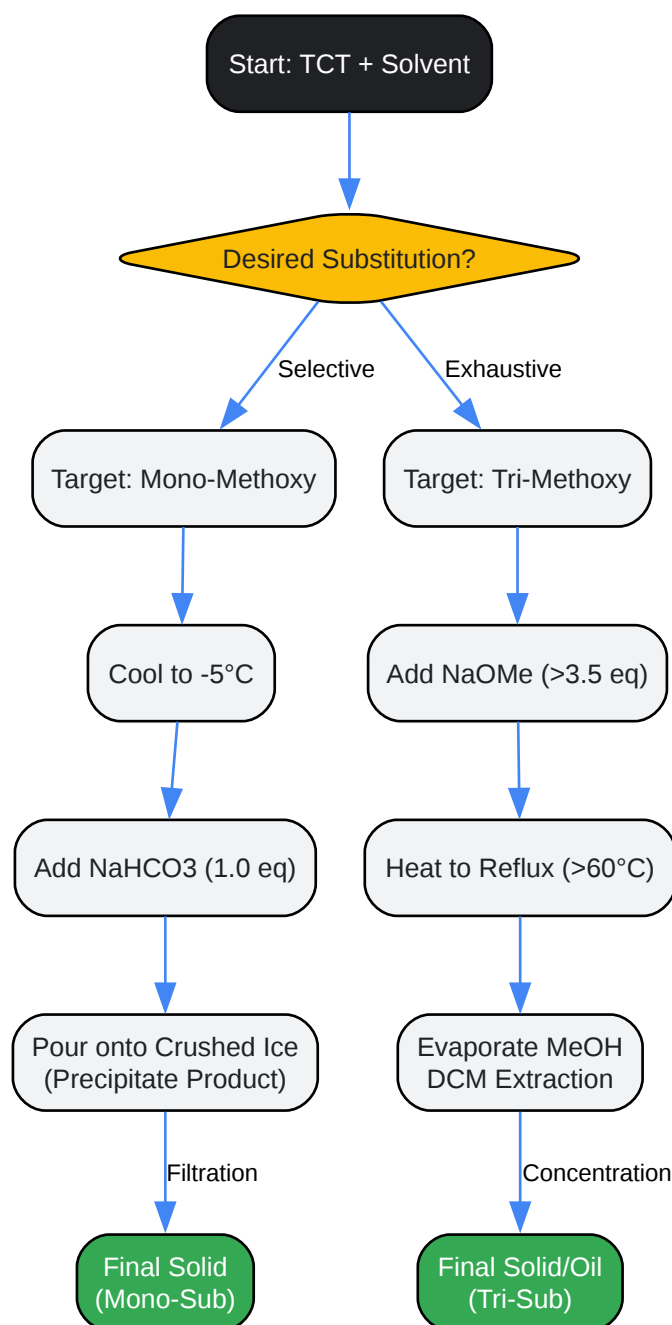 Start: TCT + Solvent
Desired Substitution?
Selective
Exhaustive
Target: Mono-Methoxy
Target: Tri-Methoxy
Cool to -5°C
Add NaOMe (>3.5 eq)
Add NaHCO3 (1.0 eq)
Heat to Reflux (>60°C)
Pour onto Crushed Ice
(Precipitate Product)
Evaporate MeOH
DCM Extraction
Filtration
Concentration
Final Solid
(Mono-Sub)
Final Solid/Oil
(Tri-Sub)